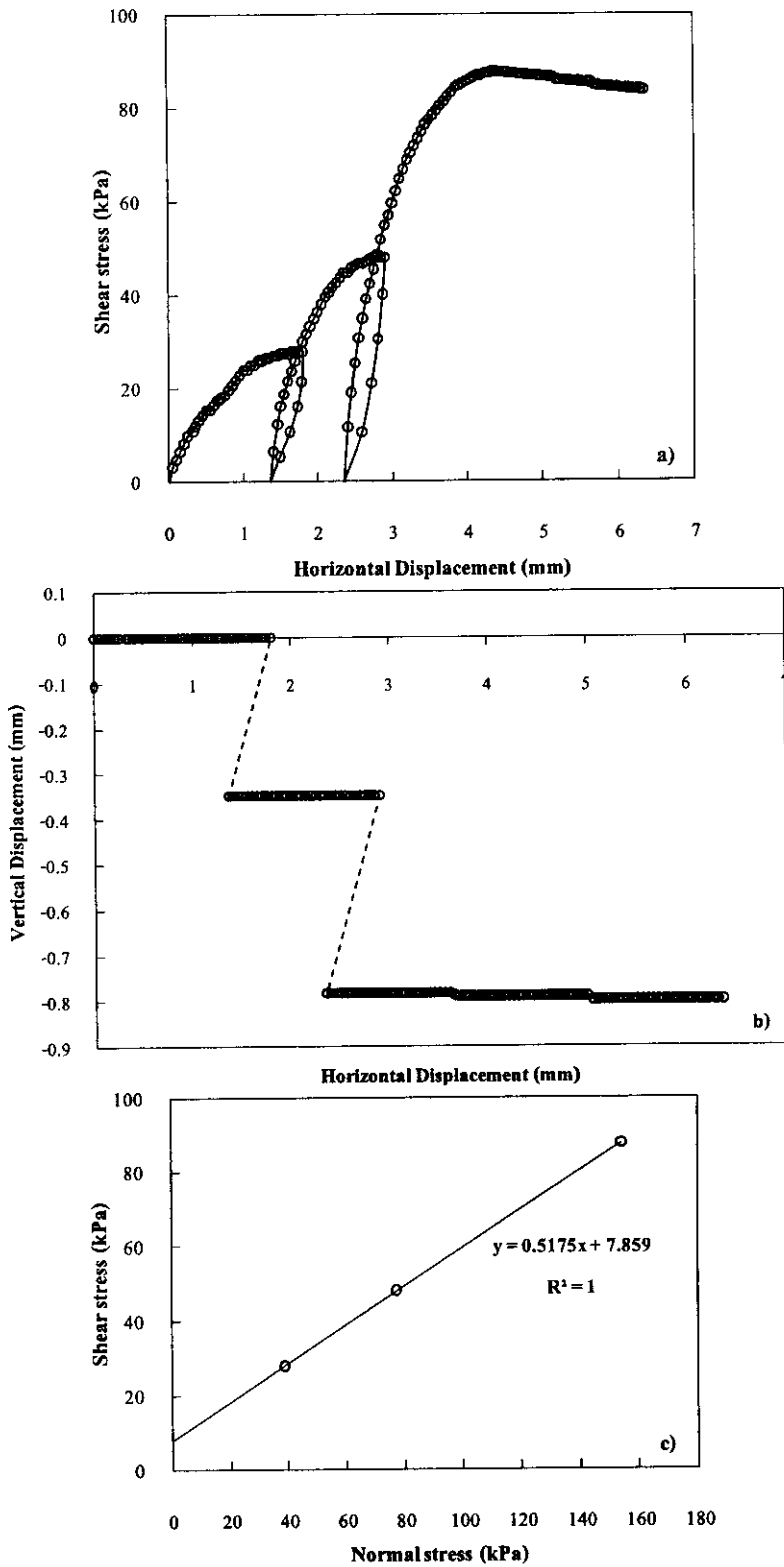 100
80
60
40
20
0
Shear stress (kPa)
a)
0 1 2 3 4 5 6 7
Horizontal Displacement (mm)
0.1
0
-0.1
-0.2
-0.3
-0.4
-0.5
-0.6
-0.7
-0.8
-0.9
Vertical Displacement (mm)
1 2 3 4 5 6 7
b)
Horizontal Displacement (mm)
100
80
60
40
20
0
Shear stress (kPa)
y = 0.5175x + 7.859
R² = 1
c)
0 20 40 60 80 100 120 140 160 180
Normal stress (kPa)